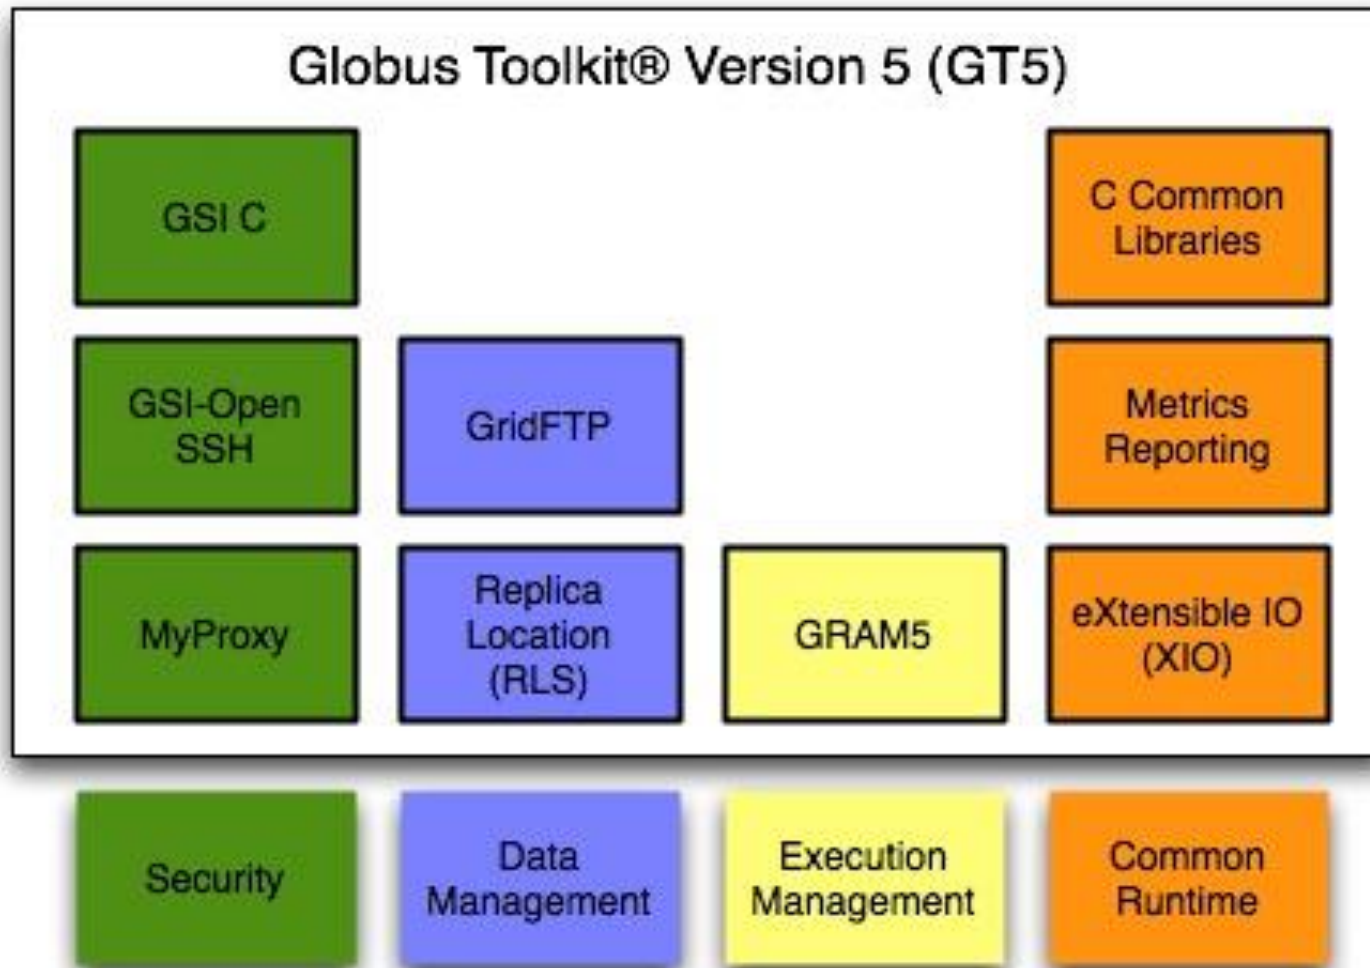 Globus Toolkit® Version 5 (GT5)
GSI C
C Common
Libraries
GSI-Open
SSH
GridFTP
Metrics
Reporting
MyProxy
Replica
Location
(RLS)
GRAM5
eXtensible IO
(XIO)
Security
Data
Management
Execution
Management
Common
Runtime